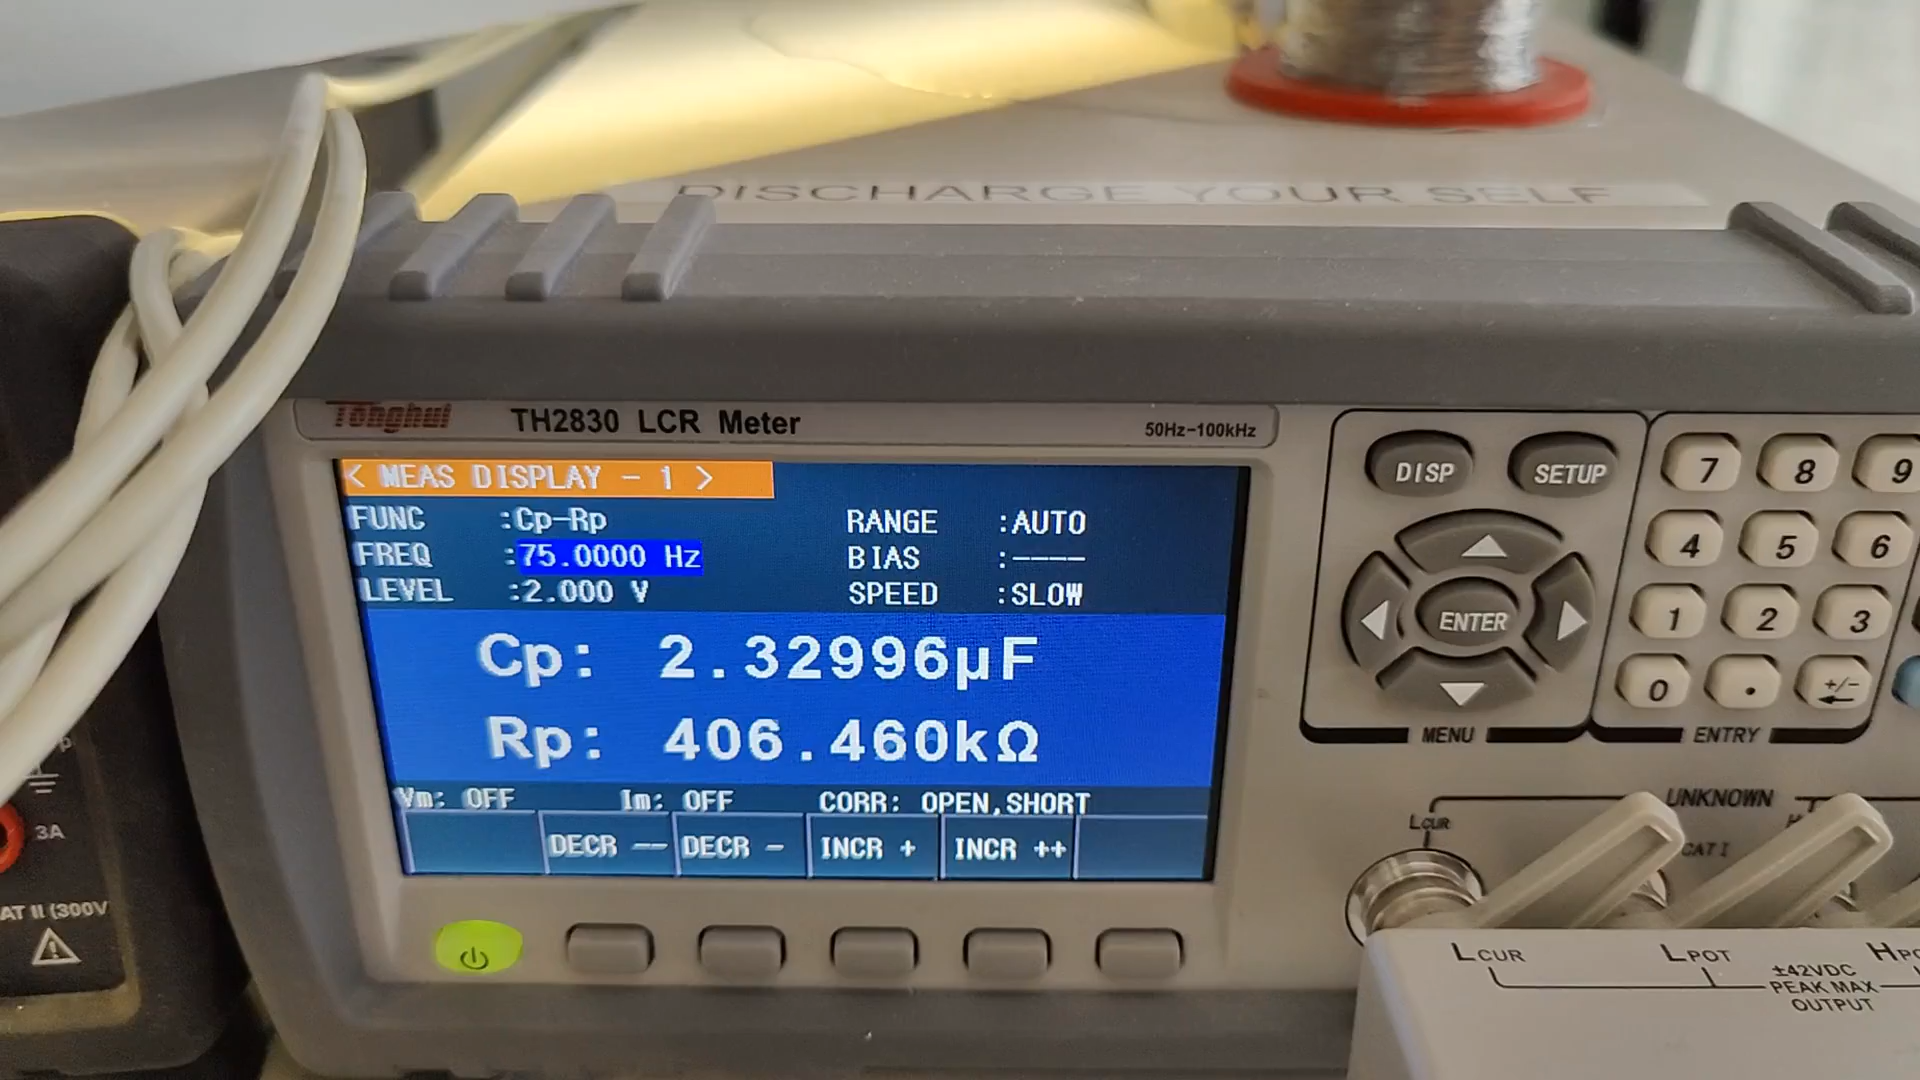 DISCHARGE YOUR SELF
Tonghui TH2830 LCR Meter 50Hz-100kHz
< MEAS DISPLAY - 1 >
FUNC :Cp-Rp RANGE :AUTO
FREQ :75.0000 Hz BIAS :----
LEVEL :2.000 V SPEED :SLOW
Cp: 2.32996µF
Rp: 406.460kΩ
Vm: OFF Im: OFF CORR: OPEN,SHORT
DECR -- DECR - INCR + INCR ++
DISP SETUP
ENTER
MENU
7 8 9
4 5 6
1 2 3
0 . +/-
ENTRY
UNKNOWN
LCUR
CAT I
LCUR LPOT
±42VDC
PEAK MAX
OUTPUT
3A
AT II (300V